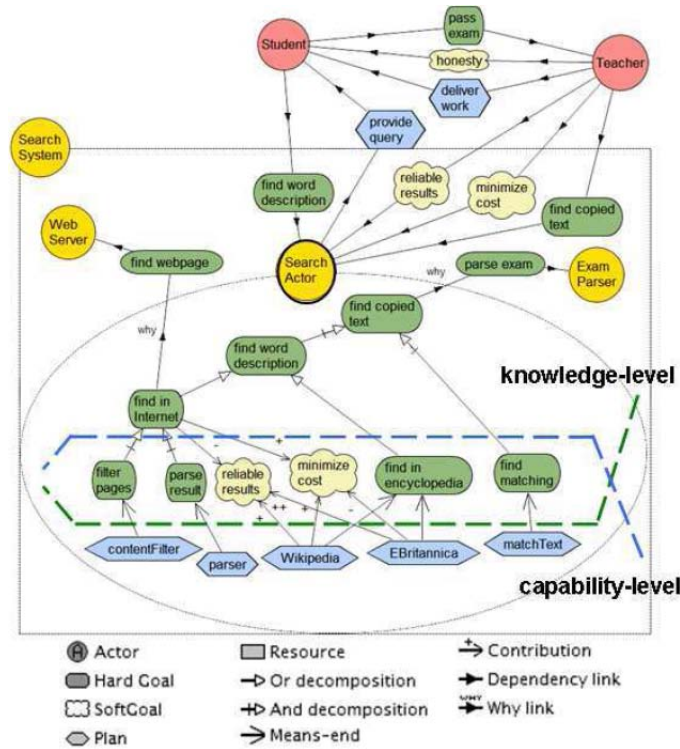 pass
exam
Student
honesty
Teacher
deliver
work
provide
query
Search
System
reliable
results
minimize
cost
find word
description
find copied
text
Web
Server
find webpage
Search
Actor
why
parse exam
Exam
Parser
find copied
text
why
find word
description
knowledge-level
find in
Internet
-
+
filter
pages
parse
result
reliable
results
minimize
cost
find in
encyclopedia
find
matching
+
++
+
-
-
contentFilter
parser
Wikipedia
EBritannica
matchText
capability-level
A Actor
Resource
+ Contribution
Hard Goal
Or decomposition
Dependency link
SoftGoal
And decomposition
WHY Why link
Plan
Means-end